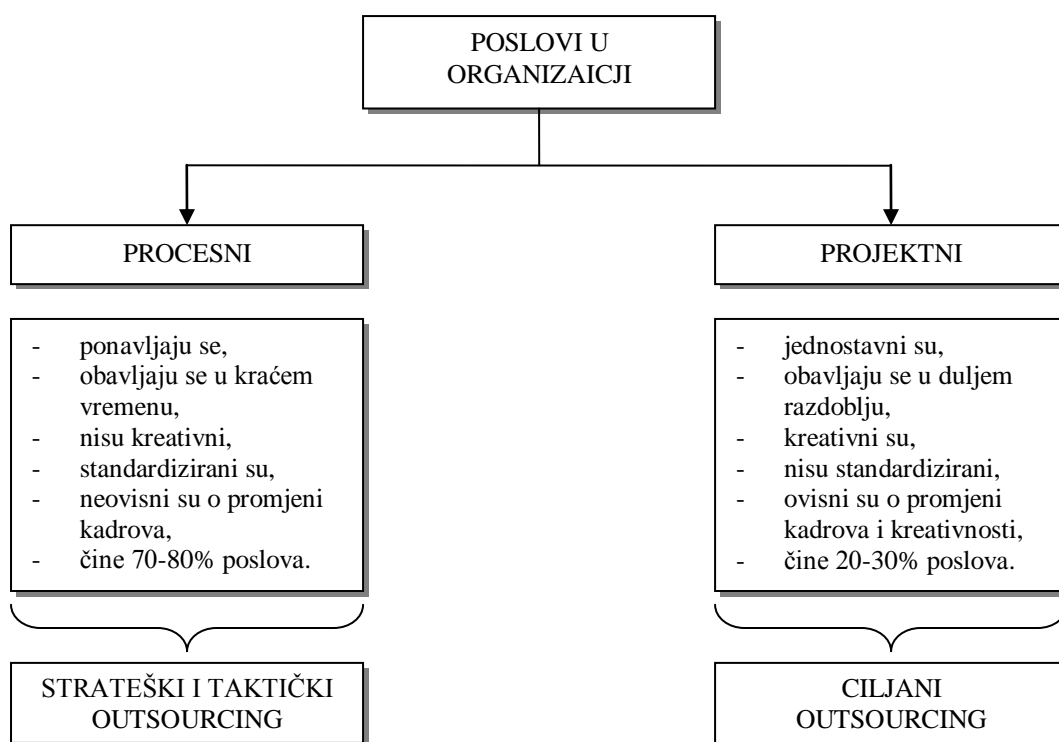 POSLOVI U
ORGANIZAICJI
PROCESNI
- ponavljaju se,
- obavljaju se u kraćem
vremenu,
- nisu kreativni,
- standardizirani su,
- neovisni su o promjeni
kadrova,
- čine 70-80% poslova.
STRATEŠKI I TAKTIČKI
OUTSOURCING
PROJEKTNI
- jednostavni su,
- obavljaju se u duljem
razdoblju,
- kreativni su,
- nisu standardizirani,
- ovisni su o promjeni
kadrova i kreativnosti,
- čine 20-30% poslova.
CILJANI
OUTSOURCING